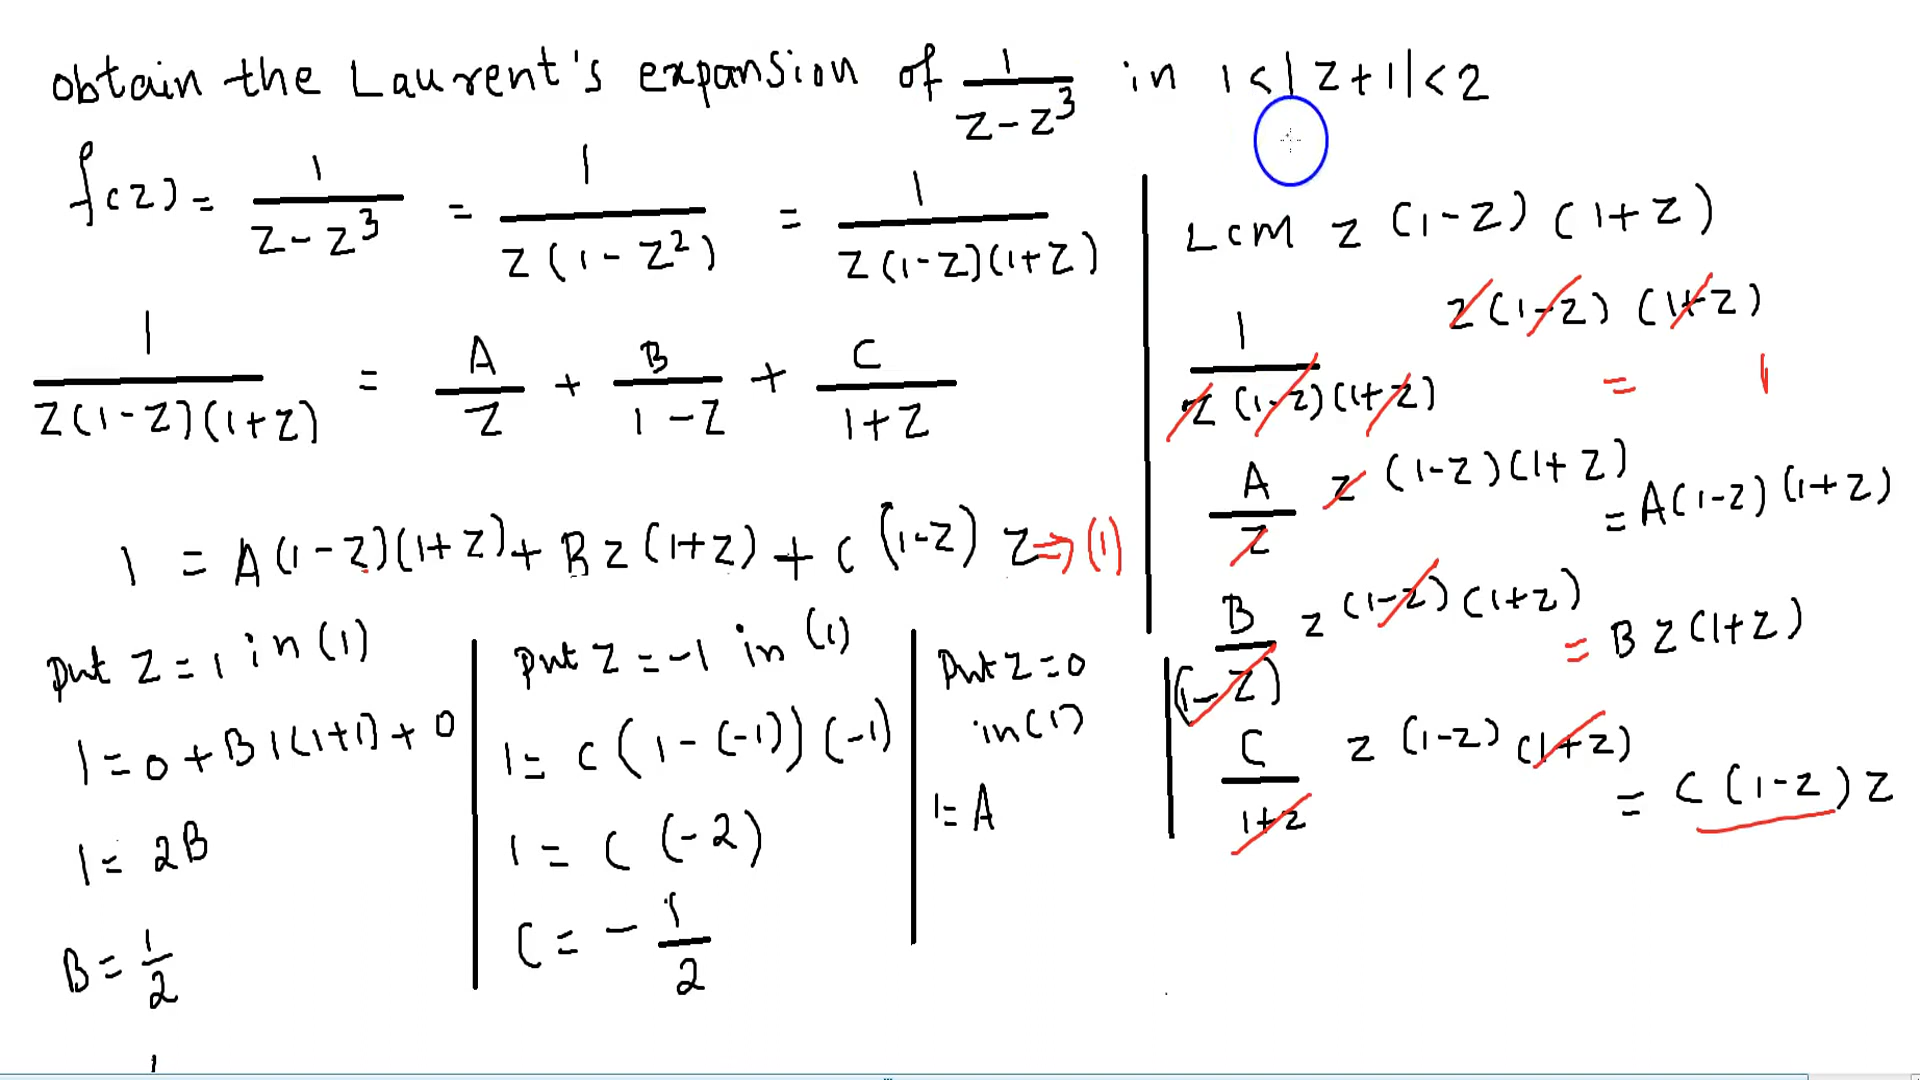 obtain the Laurent's expansion of 1/(z-z³) in 1<|z+1|<2
f(z) = 1/(z-z³) = 1/(z(1-z²)) = 1/(z(1-z)(1+z))
1/(z(1-z)(1+z)) = A/z + B/(1-z) + C/(1+z)
1 = A(1-z)(1+z) + Bz(1+z) + C(1-z) z ⇒ (1)
put z=1 in (1)
1=0+B1(1+1)+0
1=2B
B=1/2
1
put z=-1 in (1)
1= C(1-(-1))(-1)
1= C(-2)
C= -1/2
put z=0
in(1)
1=A
LCM z(1-z)(1+z)
1/(z(1-z)(1+z)) z(1-z)(1+z) = 1
A/z z(1-z)(1+z) = A(1-z)(1+z)
B/(1-z) z(1-z)(1+z) = Bz(1+z)
C/(1+z) z(1-z)(1+z) = C(1-z)z